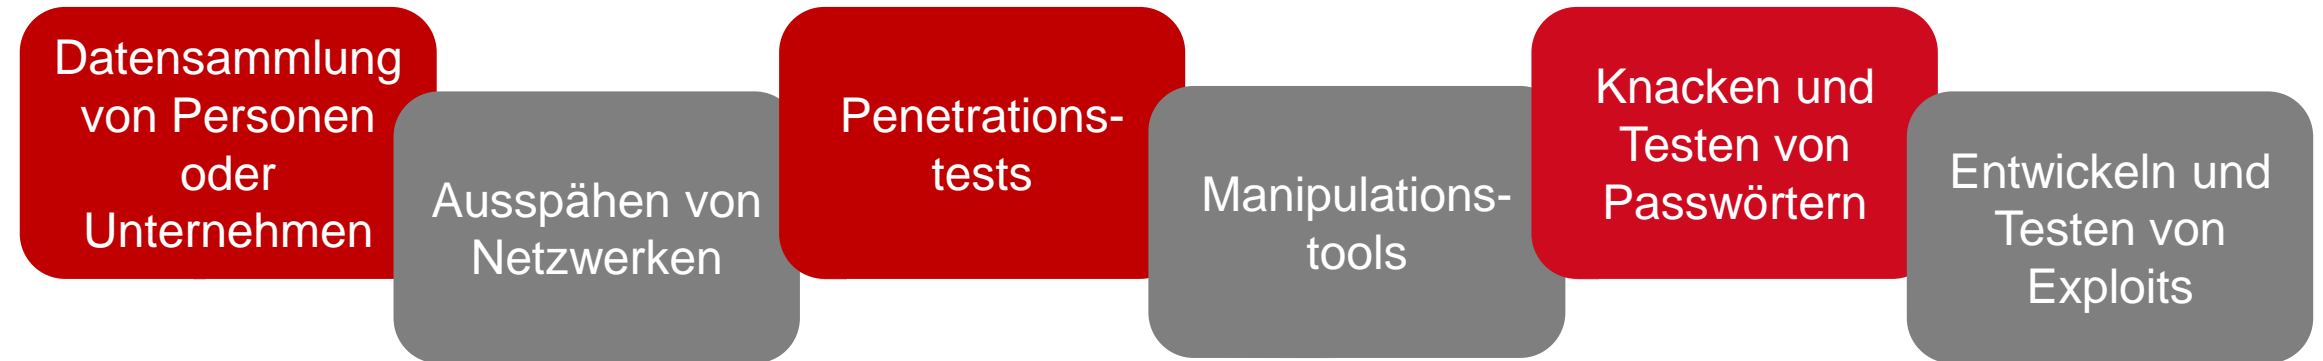 Datensammlung
von Personen
oder
Unternehmen
Ausspähen von
Netzwerken
Penetrations-
tests
Manipulations-
tools
Knacken und
Testen von
Passwörtern
Entwickeln und
Testen von
Exploits